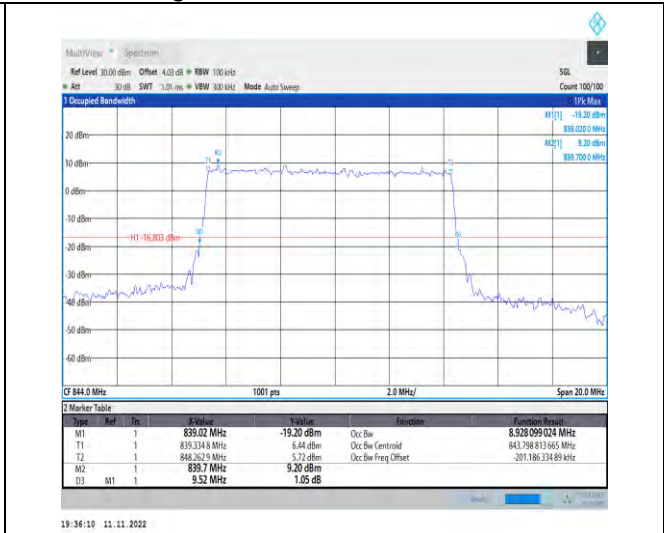 MultiView Spectrum
Ref Level 30.00 dBm Offset 4.03 dB RBW 100 kHz SGL
Att 30 dB SWT 1.01 ms VBW 300 kHz Mode Auto Sweep Count 100/100
1 Occupied Bandwidth 1Pk Max
M1[1] -19.20 dBm
839.020 0 MHz
M2[1] 9.20 dBm
839.700 0 MHz
20 dBm
10 dBm
0 dBm
-10 dBm
H1 -16.803 dBm
-20 dBm
-30 dBm
-40 dBm
-50 dBm
-60 dBm
T1
M2
T2
CF 844.0 MHz 1001 pts 2.0 MHz/ Span 20.0 MHz
2 Marker Table
Type Ref Trc X-Value Y-Value Function Function Result
M1 1 839.02 MHz -19.20 dBm Occ Bw 8.928 099 024 MHz
T1 1 839.334 8 MHz 6.44 dBm Occ Bw Centroid 843.798 813 665 MHz
T2 1 848.262 9 MHz 5.72 dBm Occ Bw Freq Offset -201.186 334 89 kHz
M2 1 839.7 MHz 9.20 dBm
D3 M1 1 9.52 MHz 1.05 dB
19:36:10 11.11.2022